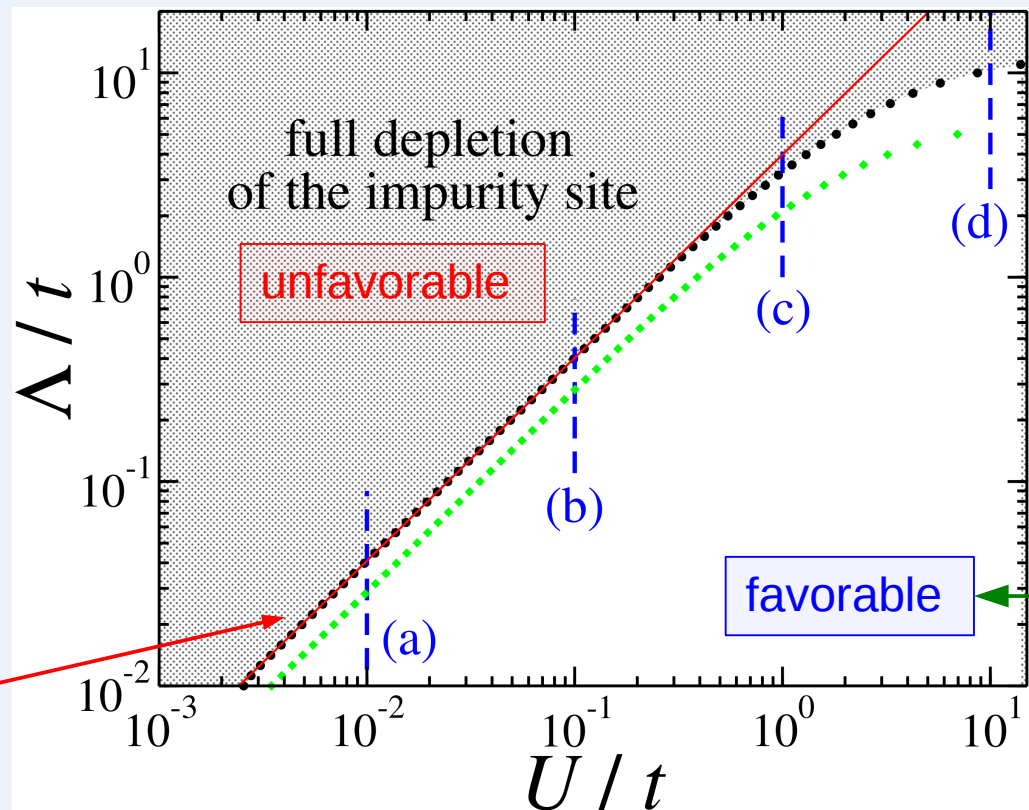 10^1
10^0
10^-1
10^-2
Λ / t
full depletion
of the impurity site
unfavorable
(d)
(c)
(b)
favorable
(a)
10^-3
10^-2
10^-1
10^0
10^1
U / t